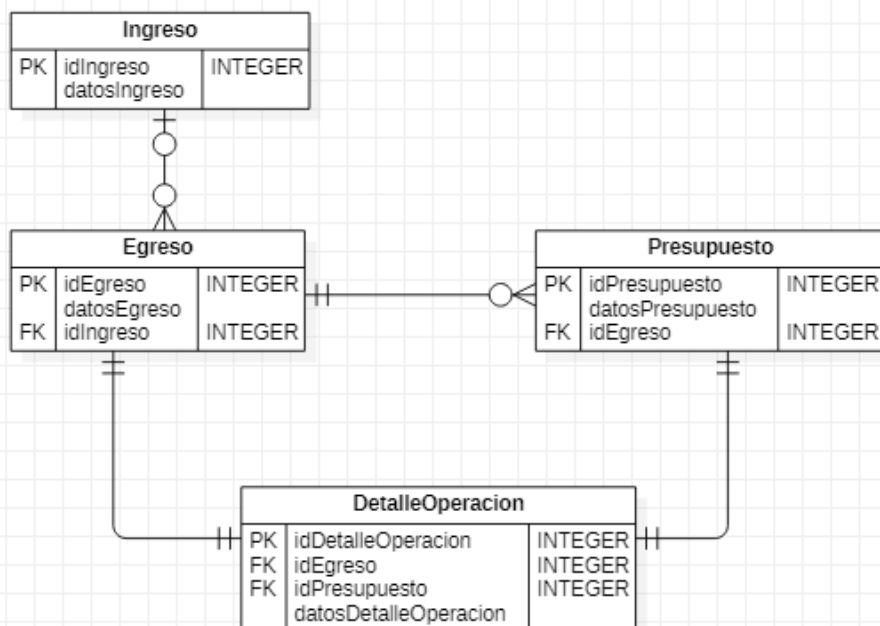 Ingreso
PK idIngreso INTEGER
datosIngreso
Egreso
PK idEgreso INTEGER
datosEgreso
FK idIngreso INTEGER
Presupuesto
PK idPresupuesto INTEGER
datosPresupuesto
FK idEgreso INTEGER
DetalleOperacion
PK idDetalleOperacion INTEGER
FK idEgreso INTEGER
FK idPresupuesto INTEGER
datosDetalleOperacion